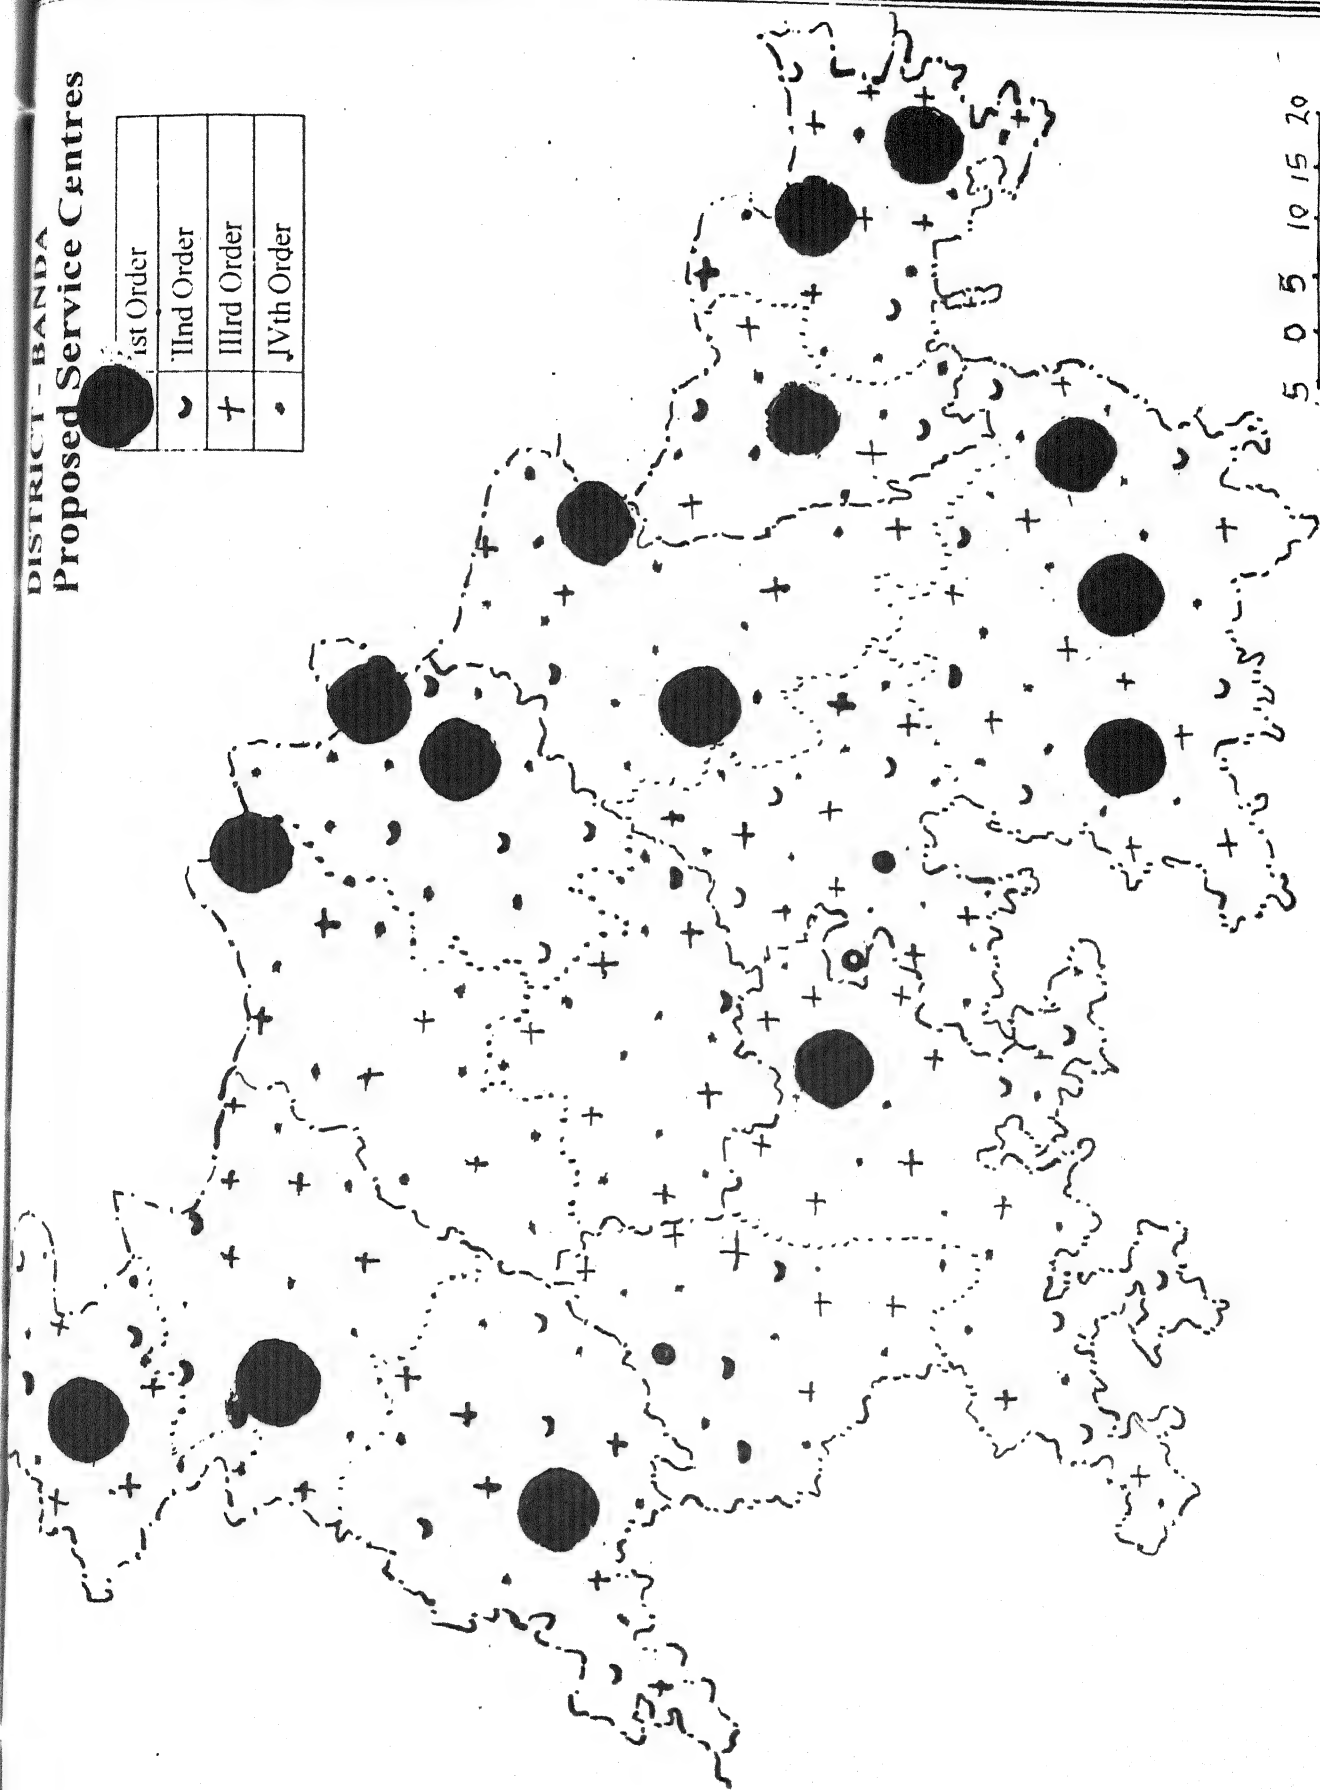 DISTRICT - BANDA
Proposed Service Centres
Ist Order
IInd Order
IIIrd Order
IVth Order
5 0 5 10 15 20